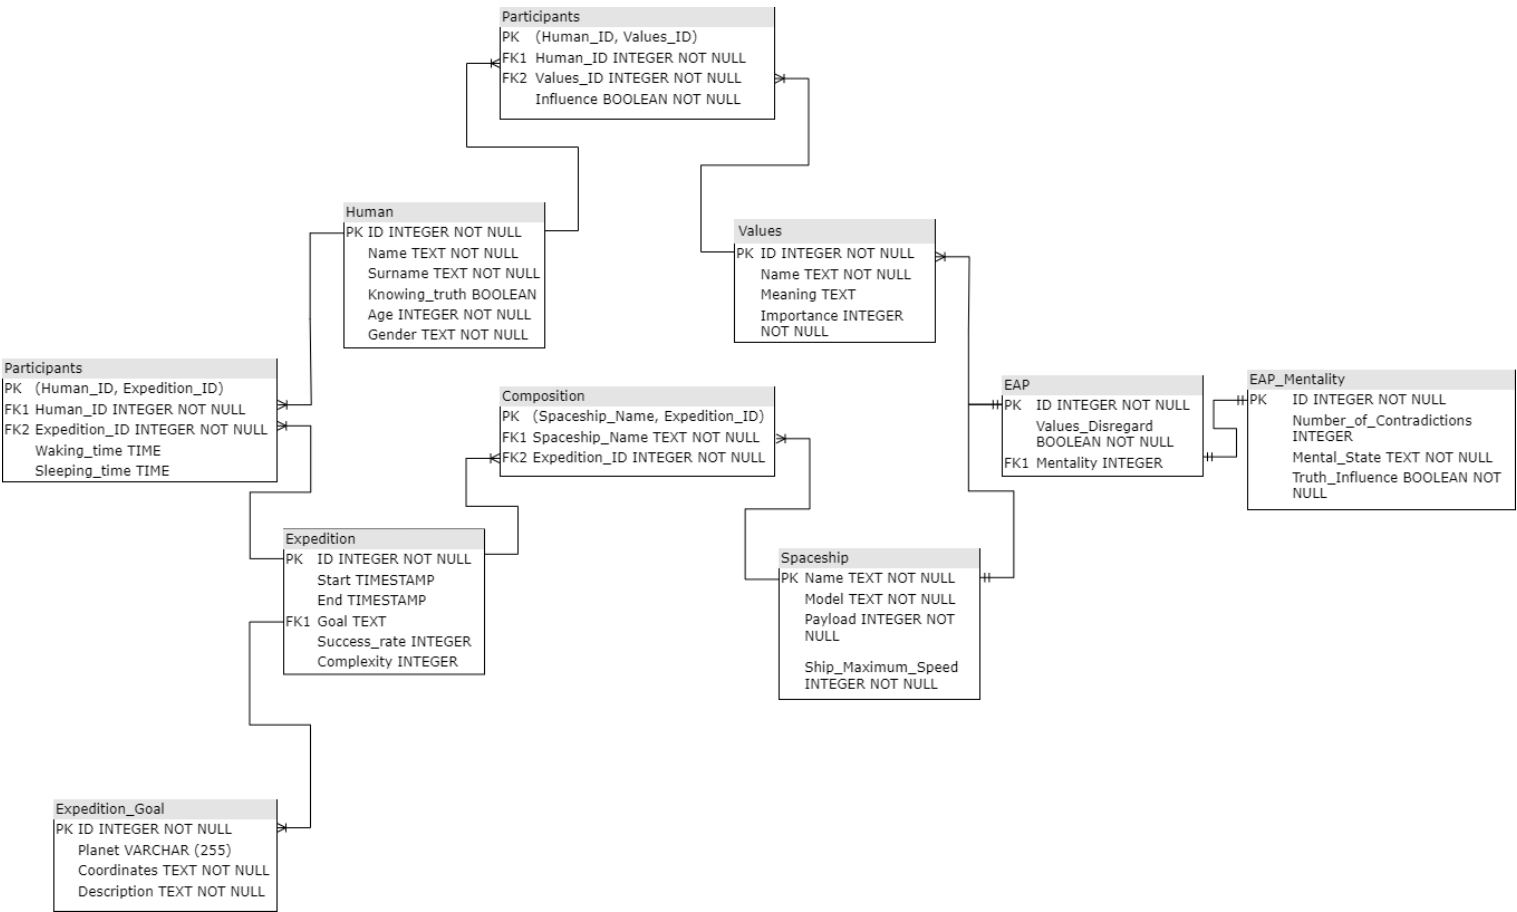 Participants
PK (Human_ID, Values_ID)
FK1 Human_ID INTEGER NOT NULL
FK2 Values_ID INTEGER NOT NULL
Influence BOOLEAN NOT NULL
Human
PK ID INTEGER NOT NULL
Name TEXT NOT NULL
Surname TEXT NOT NULL
Knowing_truth BOOLEAN
Age INTEGER NOT NULL
Gender TEXT NOT NULL
Values
PK ID INTEGER NOT NULL
Name TEXT NOT NULL
Meaning TEXT
Importance INTEGER
NOT NULL
Participants
PK (Human_ID, Expedition_ID)
FK1 Human_ID INTEGER NOT NULL
FK2 Expedition_ID INTEGER NOT NULL
Waking_time TIME
Sleeping_time TIME
Composition
PK (Spaceship_Name, Expedition_ID)
FK1 Spaceship_Name TEXT NOT NULL
FK2 Expedition_ID INTEGER NOT NULL
EAP
PK ID INTEGER NOT NULL
Values_Disregard
BOOLEAN NOT NULL
FK1 Mentality INTEGER
EAP_Mentality
PK ID INTEGER NOT NULL
Number_of_Contradictions
INTEGER
Mental_State TEXT NOT NULL
Truth_Influence BOOLEAN NOT
NULL
Expedition
PK ID INTEGER NOT NULL
Start TIMESTAMP
End TIMESTAMP
FK1 Goal TEXT
Success_rate INTEGER
Complexity INTEGER
Spaceship
PK Name TEXT NOT NULL
Model TEXT NOT NULL
Payload INTEGER NOT
NULL
Ship_Maximum_Speed
INTEGER NOT NULL
Expedition_Goal
PK ID INTEGER NOT NULL
Planet VARCHAR (255)
Coordinates TEXT NOT NULL
Description TEXT NOT NULL